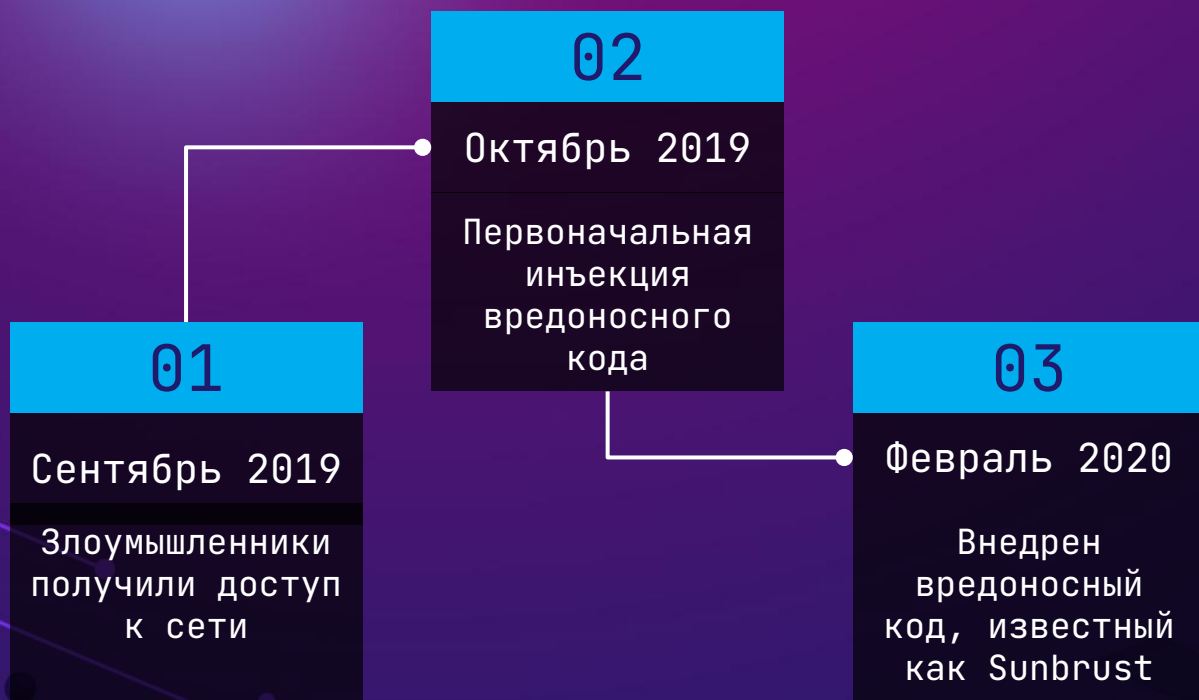 01
Сентябрь 2019
Злоумышленники
получили доступ
к сети
02
Октябрь 2019
Первоначальная
инъекция
вредоносного
кода
03
Февраль 2020
Внедрен
вредоносный
код, известный
как Sunbrust